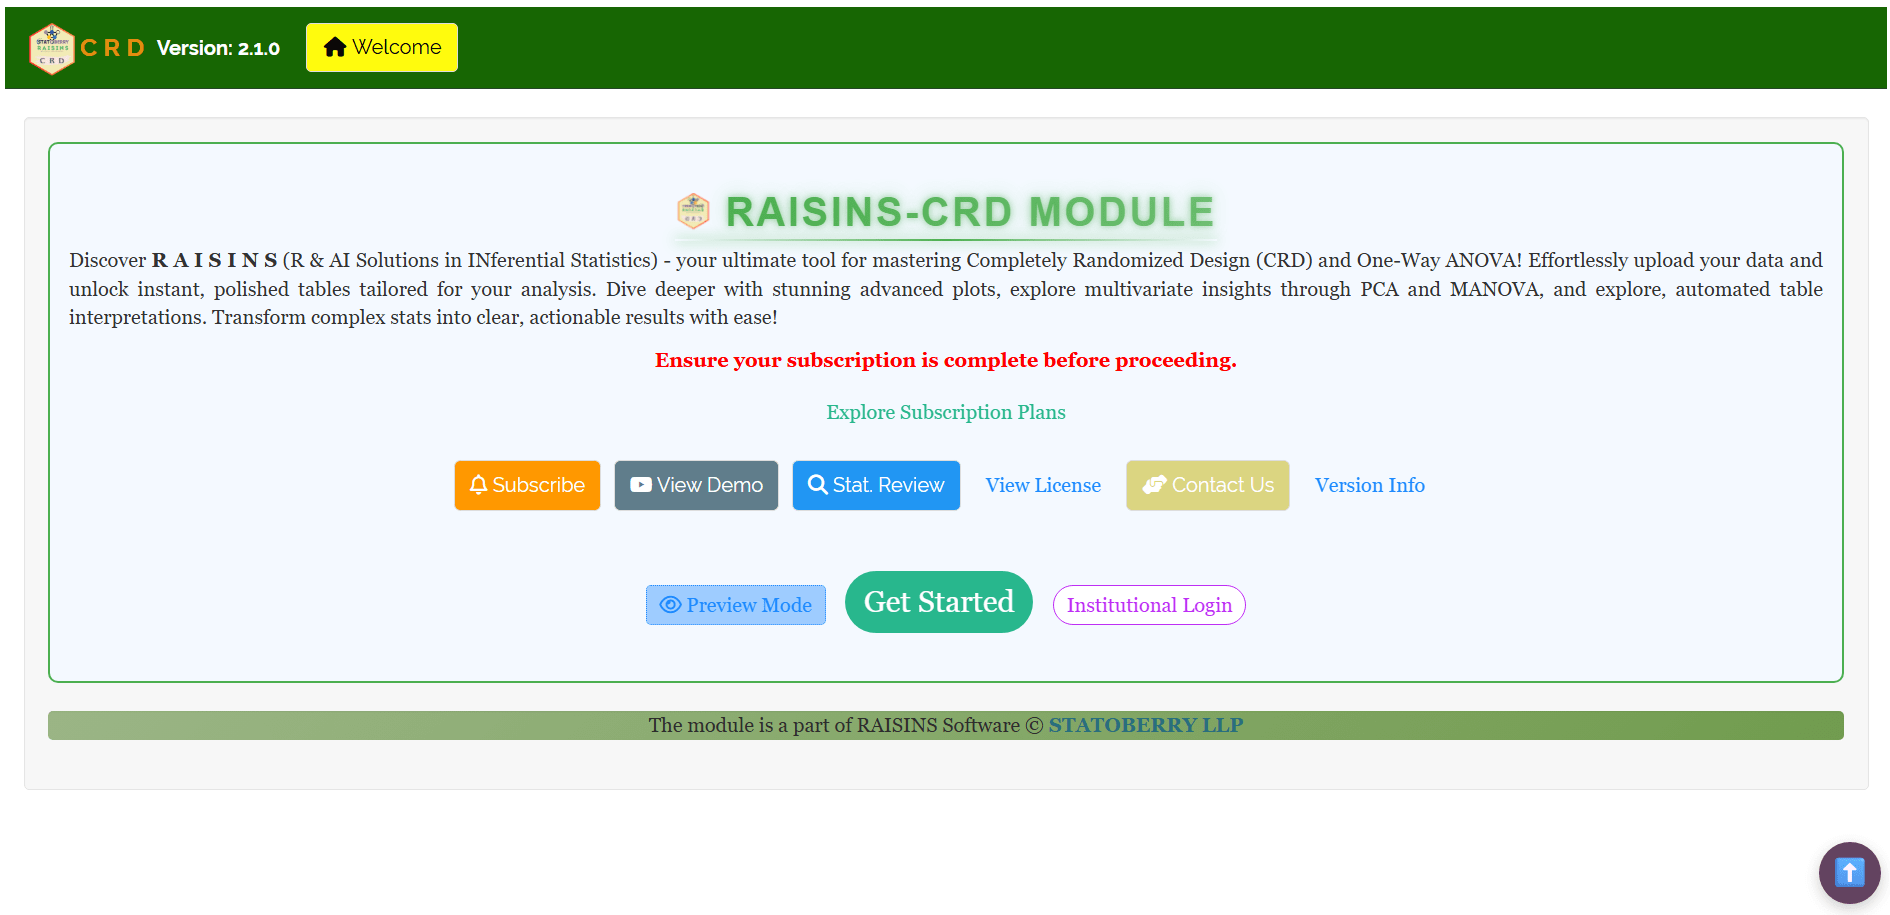 STATOBERRY
RAISINS
C R D
C R D Version: 2.1.0 Welcome
RAISINS-CRD MODULE
Discover R A I S I N S (R & AI Solutions in INferential Statistics) - your ultimate tool for mastering Completely Randomized Design (CRD) and One-Way ANOVA! Effortlessly upload your data and
unlock instant, polished tables tailored for your analysis. Dive deeper with stunning advanced plots, explore multivariate insights through PCA and MANOVA, and explore, automated table
interpretations. Transform complex stats into clear, actionable results with ease!
Ensure your subscription is complete before proceeding.
Explore Subscription Plans
Subscribe View Demo Stat. Review View License Contact Us Version Info
Preview Mode Get Started Institutional Login
The module is a part of RAISINS Software © STATOBERRY LLP